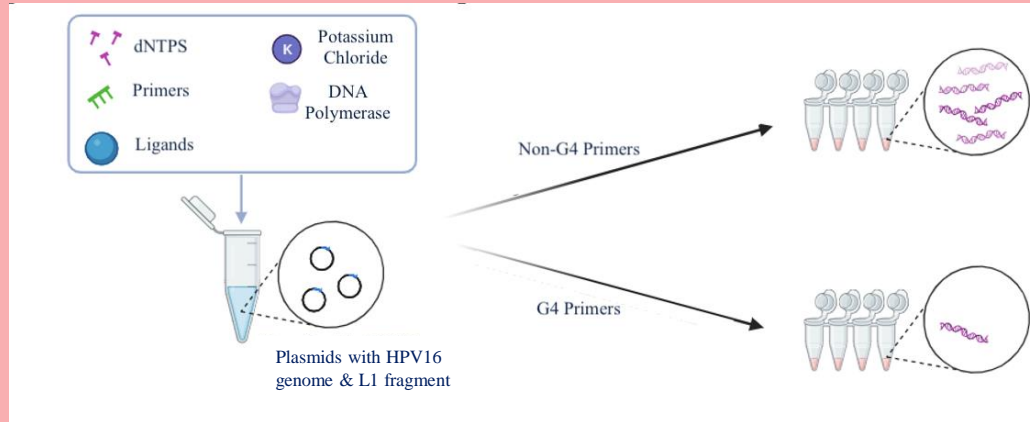 dNTPS
Primers
Ligands
K
Potassium
Chloride
DNA
Polymerase
Non-G4 Primers
G4 Primers
Plasmids with HPV16
genome & L1 fragment